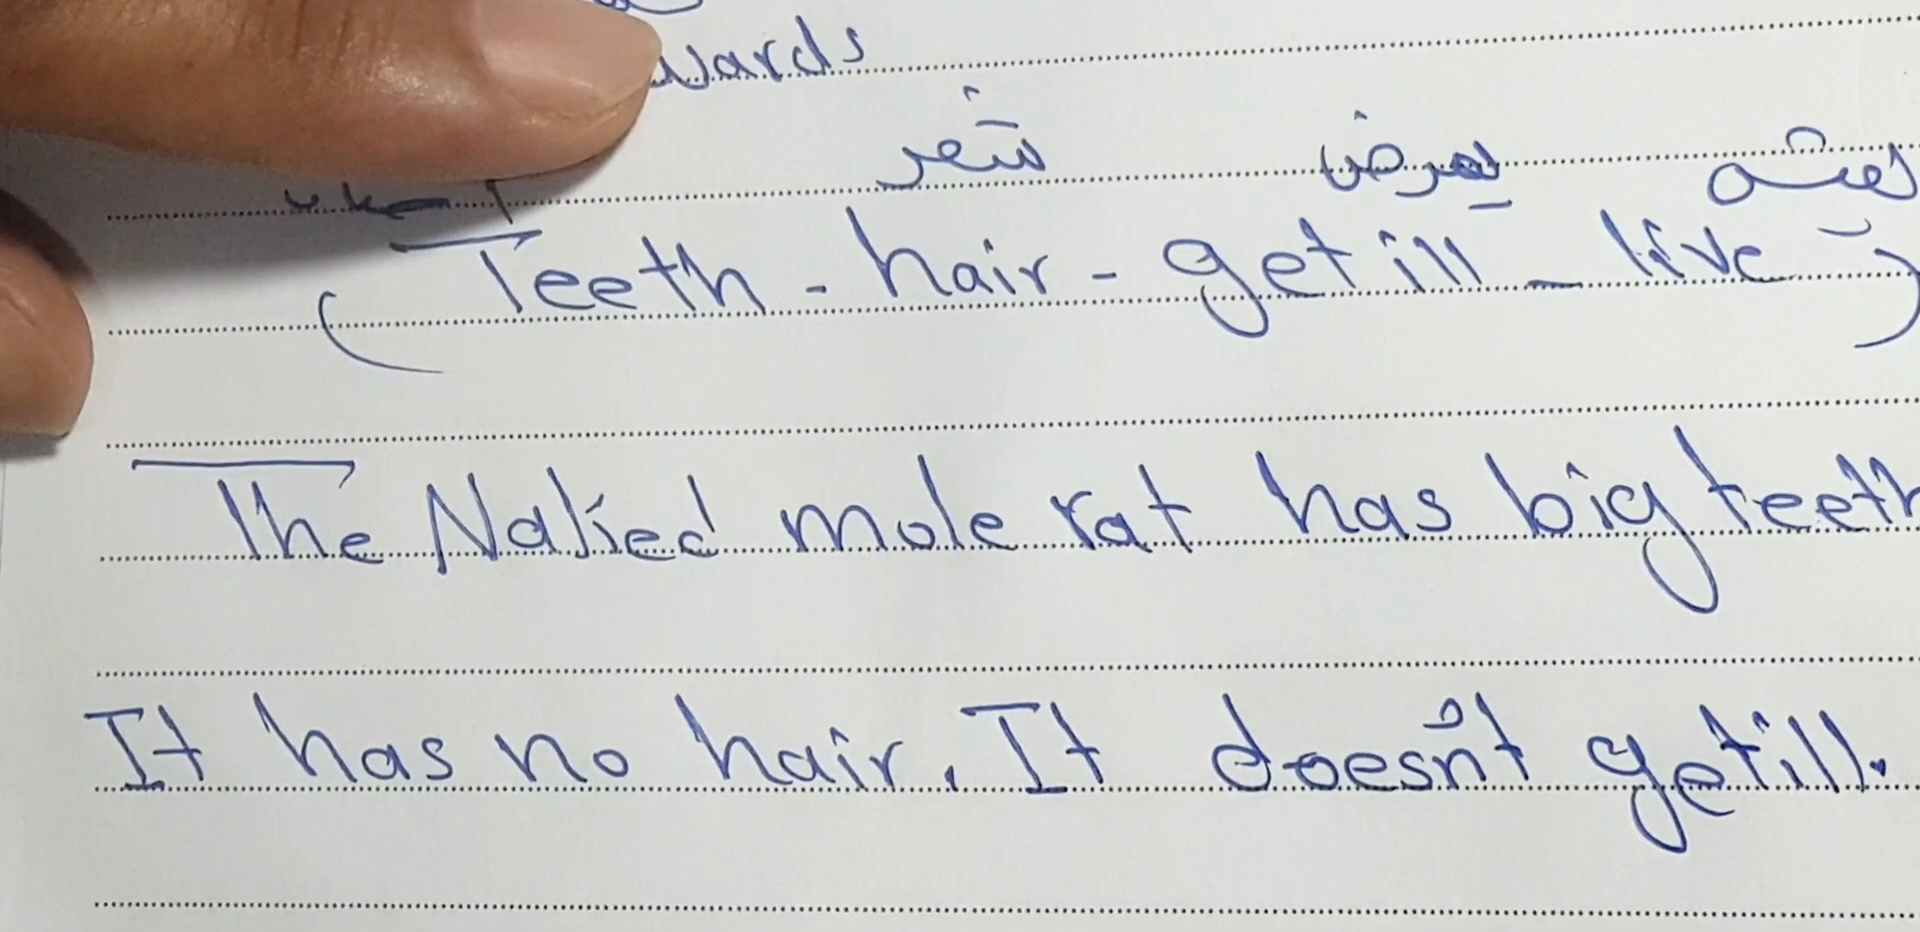 wards
شعر يمرض يعيش
(Teeth - hair - get ill - live)
The Naked mole rat has big teeth
It has no hair. It doesn't get ill.